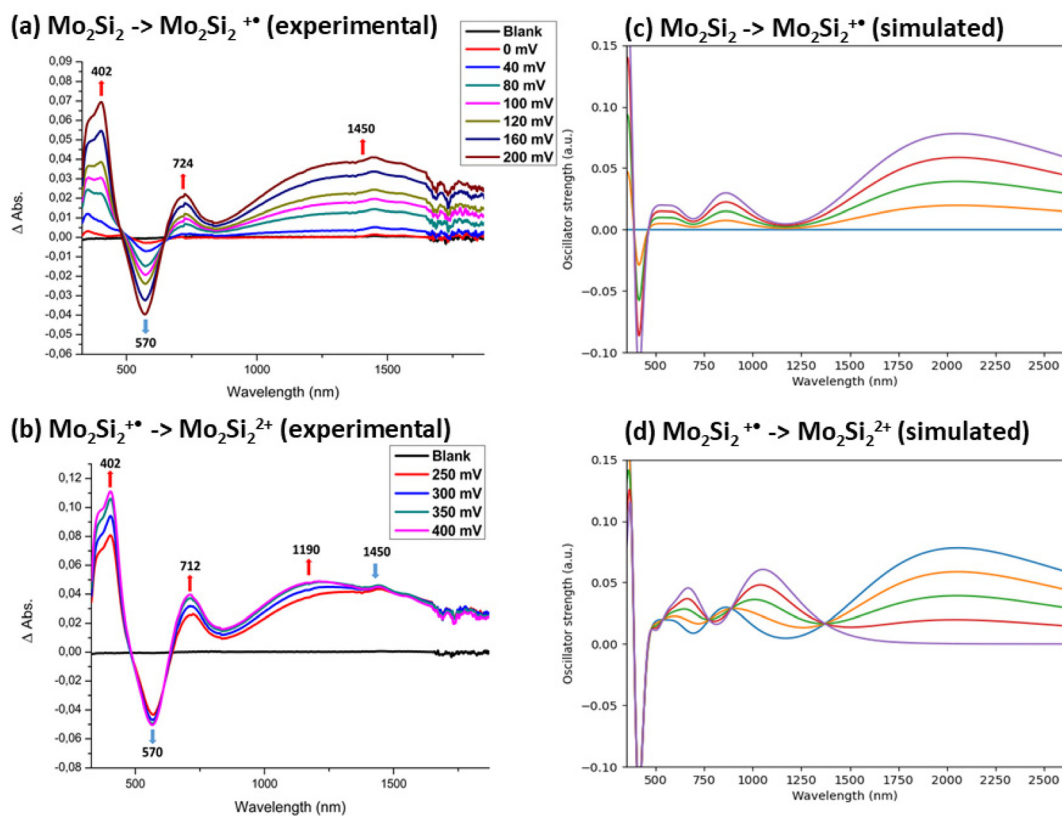 (a) Mo₂Si₂ -> Mo₂Si₂⁺• (experimental)
0,09
0,08
0,07
0,06
0,05
0,04
0,03
0,02
0,01
0,00
-0,01
-0,02
-0,03
-0,04
-0,05
-0,06
Δ Abs.
402
724
1450
570
Blank
0 mV
40 mV
80 mV
100 mV
120 mV
160 mV
200 mV
500
1000
1500
Wavelength (nm)
(c) Mo₂Si₂ -> Mo₂Si₂⁺• (simulated)
0.15
0.10
0.05
0.00
−0.05
−0.10
Oscillator strength (a.u.)
500 750 1000 1250 1500 1750 2000 2250 2500
Wavelength (nm)
(b) Mo₂Si₂⁺• -> Mo₂Si₂²⁺ (experimental)
0,12
0,10
0,08
0,06
0,04
0,02
0,00
-0,02
-0,04
-0,06
-0,08
Δ Abs.
402
712
1190
1450
570
Blank
250 mV
300 mV
350 mV
400 mV
500
1000
1500
Wavelength (nm)
(d) Mo₂Si₂⁺• -> Mo₂Si₂²⁺ (simulated)
0.15
0.10
0.05
0.00
−0.05
−0.10
Oscillator strength (a.u.)
500 750 1000 1250 1500 1750 2000 2250 2500
Wavelength (nm)